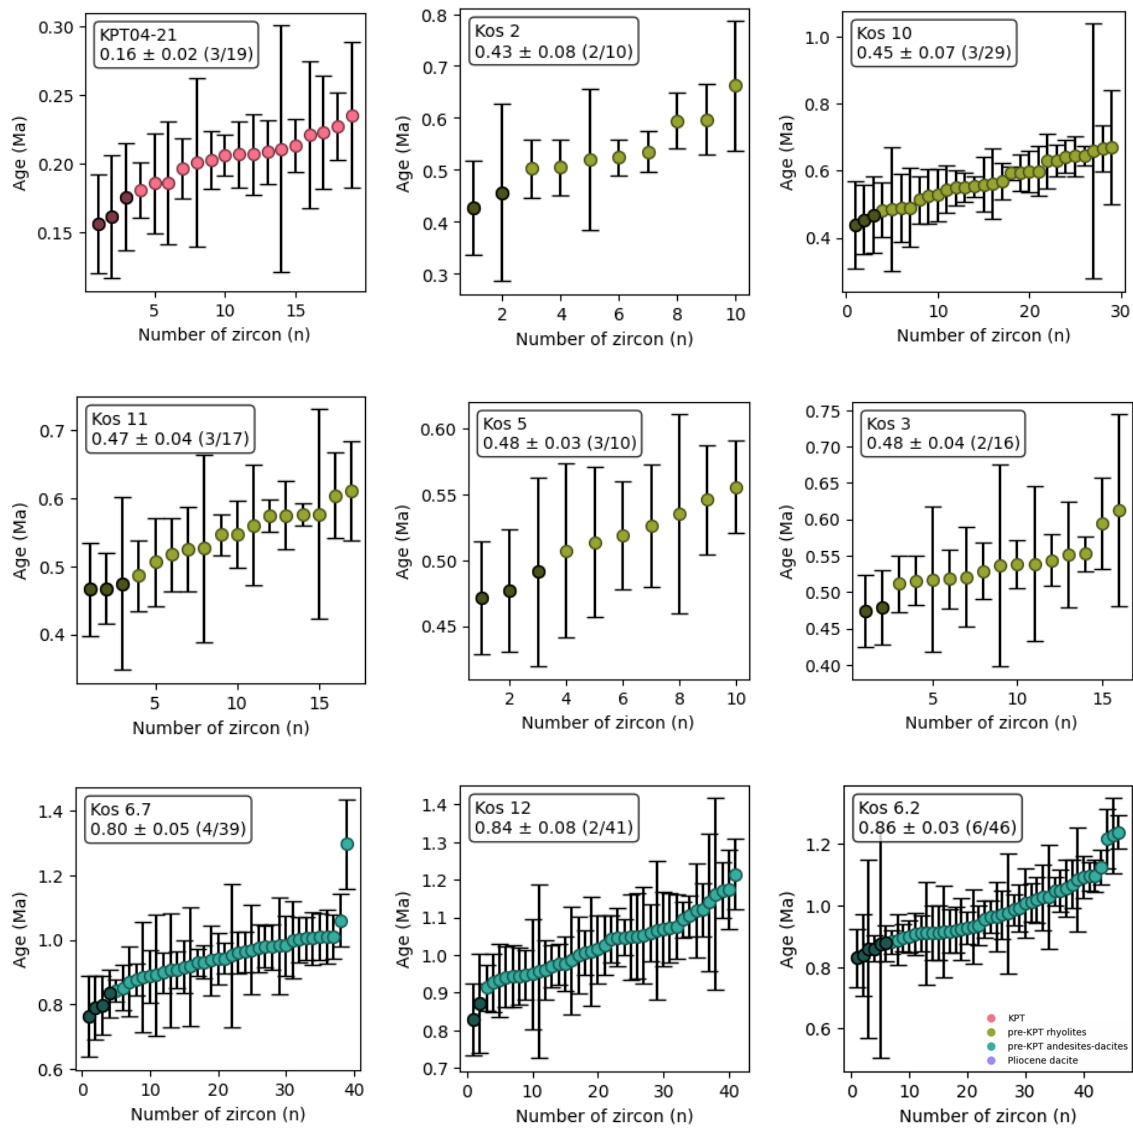 KPT04-21
0.16 ± 0.02 (3/19)
0.30
0.25
0.20
0.15
Age (Ma)
5
10
15
Number of zircon (n)
Kos 2
0.43 ± 0.08 (2/10)
0.8
0.7
0.6
0.5
0.4
0.3
Age (Ma)
2
4
6
8
10
Number of zircon (n)
Kos 10
0.45 ± 0.07 (3/29)
1.0
0.8
0.6
0.4
Age (Ma)
0
10
20
30
Number of zircon (n)
Kos 11
0.47 ± 0.04 (3/17)
0.7
0.6
0.5
0.4
Age (Ma)
5
10
15
Number of zircon (n)
Kos 5
0.48 ± 0.03 (3/10)
0.60
0.55
0.50
0.45
Age (Ma)
2
4
6
8
10
Number of zircon (n)
Kos 3
0.48 ± 0.04 (2/16)
0.75
0.70
0.65
0.60
0.55
0.50
0.45
0.40
Age (Ma)
5
10
15
Number of zircon (n)
Kos 6.7
0.80 ± 0.05 (4/39)
1.4
1.2
1.0
0.8
0.6
Age (Ma)
0
10
20
30
40
Number of zircon (n)
Kos 12
0.84 ± 0.08 (2/41)
1.4
1.3
1.2
1.1
1.0
0.9
0.8
0.7
Age (Ma)
0
10
20
30
40
Number of zircon (n)
Kos 6.2
0.86 ± 0.03 (6/46)
1.2
1.0
0.8
0.6
Age (Ma)
0
10
20
30
40
Number of zircon (n)
KPT
pre-KPT rhyolites
pre-KPT andesites-dacites
Pliocene dacite